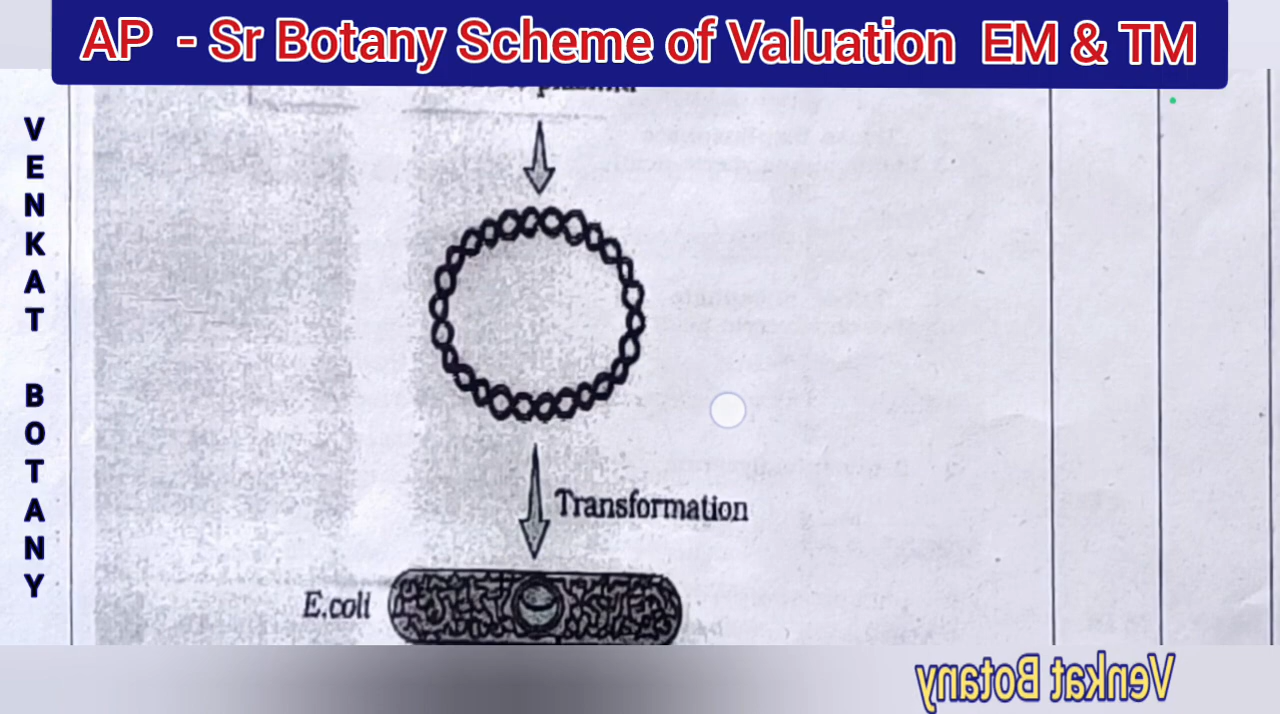 AP - Sr Botany Scheme of Valuation EM & TM
VENKAT BOTANY
Transformation
E.coli
Venkat Botany